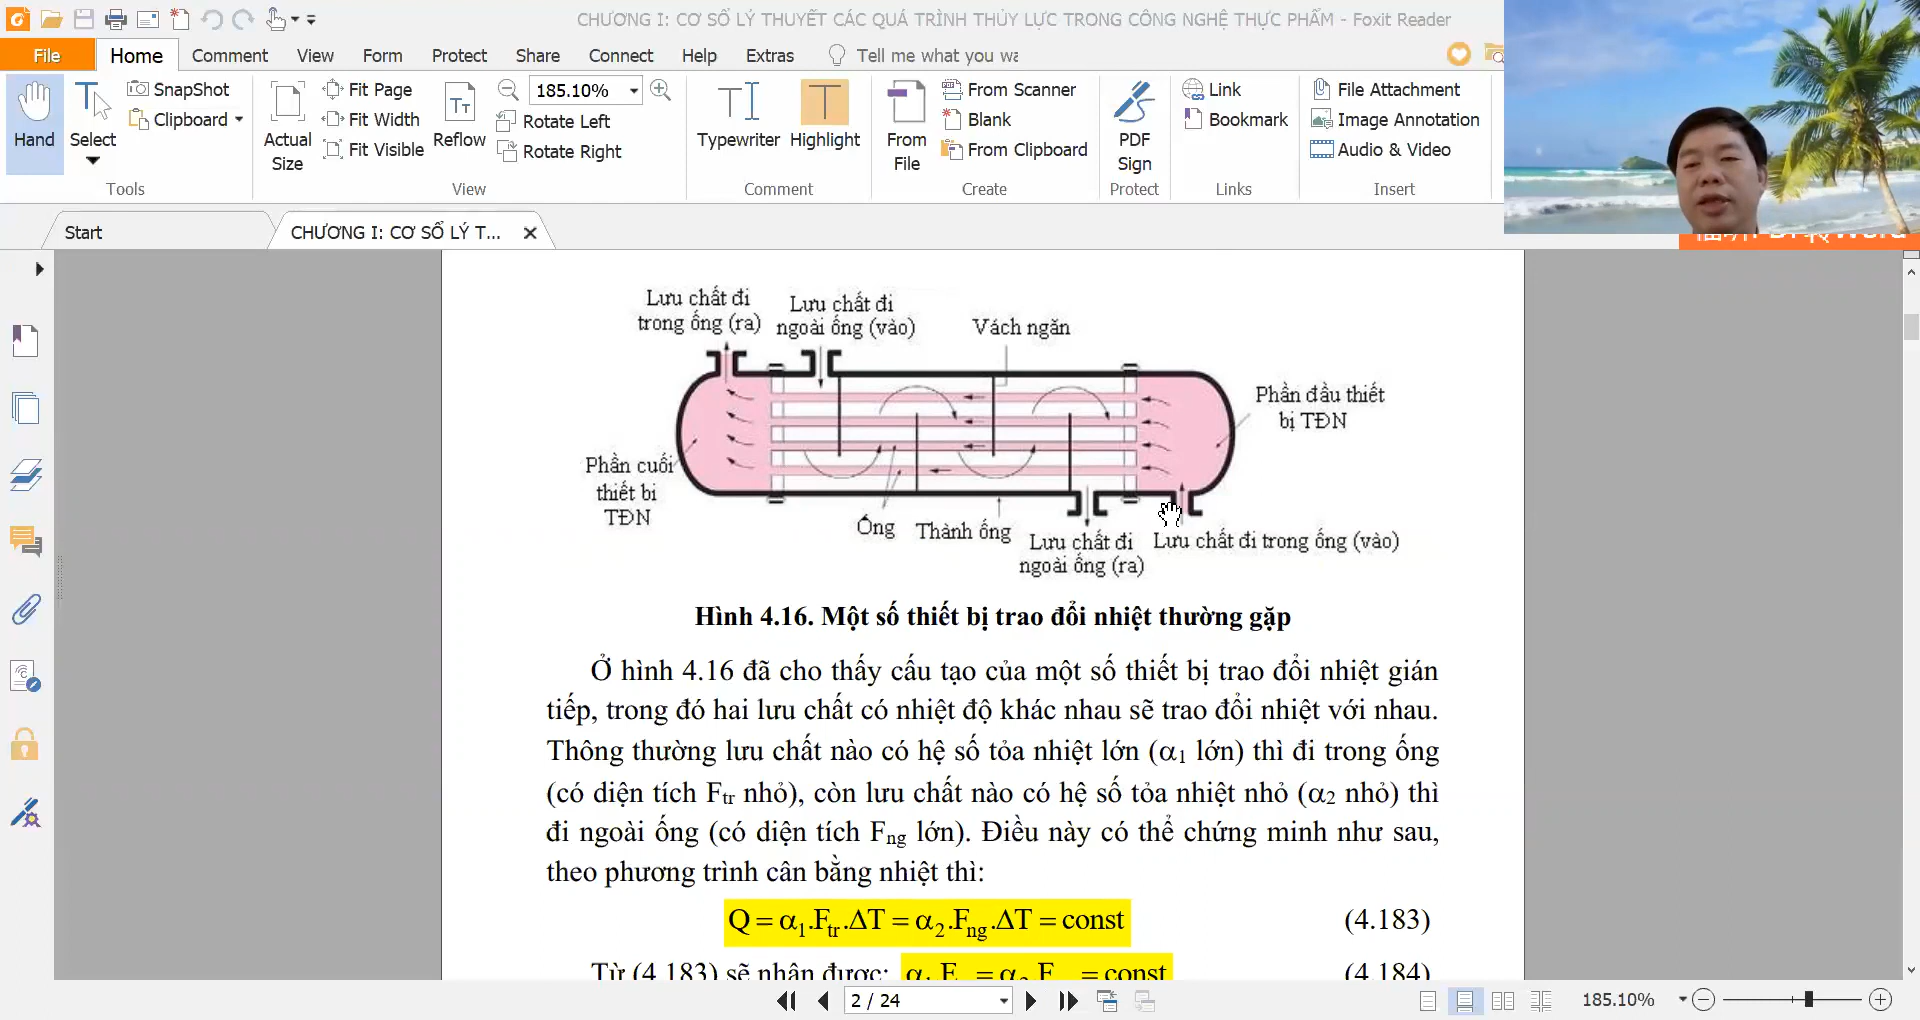 CHƯƠNG I: CƠ SỞ LÝ THUYẾT CÁC QUÁ TRÌNH THỦY LỰC TRONG CÔNG NGHỆ THỰC PHẨM - Foxit Reader
File Home Comment View Form Protect Share Connect Help Extras Tell me what you wa
Hand
Select
SnapShot
Clipboard
Tools
Actual Size
Fit Page
Fit Width
Fit Visible
Reflow
185.10%
Rotate Left
Rotate Right
View
Typewriter
Highlight
Comment
From File
From Scanner
Blank
From Clipboard
Create
PDF Sign
Protect
Link
Bookmark
Links
File Attachment
Image Annotation
Audio & Video
Insert
Start
CHƯƠNG I: CƠ SỞ LÝ T...
Lưu chất đi
trong ống (ra)
Lưu chất đi
ngoài ống (vào)
Vách ngăn
Phần đầu thiết
bị TĐN
Phần cuối
thiết bị
TĐN
Ống
Thành ống
Lưu chất đi
ngoài ống (ra)
Lưu chất đi trong ống (vào)
Hình 4.16. Một số thiết bị trao đổi nhiệt thường gặp
Ở hình 4.16 đã cho thấy cấu tạo của một số thiết bị trao đổi nhiệt gián
tiếp, trong đó hai lưu chất có nhiệt độ khác nhau sẽ trao đổi nhiệt với nhau.
Thông thường lưu chất nào có hệ số tỏa nhiệt lớn (α1 lớn) thì đi trong ống
(có diện tích Ftr nhỏ), còn lưu chất nào có hệ số tỏa nhiệt nhỏ (α2 nhỏ) thì
đi ngoài ống (có diện tích Fng lớn). Điều này có thể chứng minh như sau,
theo phương trình cân bằng nhiệt thì:
Q = α1.Ftr.ΔT = α2.Fng.ΔT = const (4.183)
Từ (4.183) sẽ nhận được: α1F = α2F = const (4.184)
2 / 24
185.10%